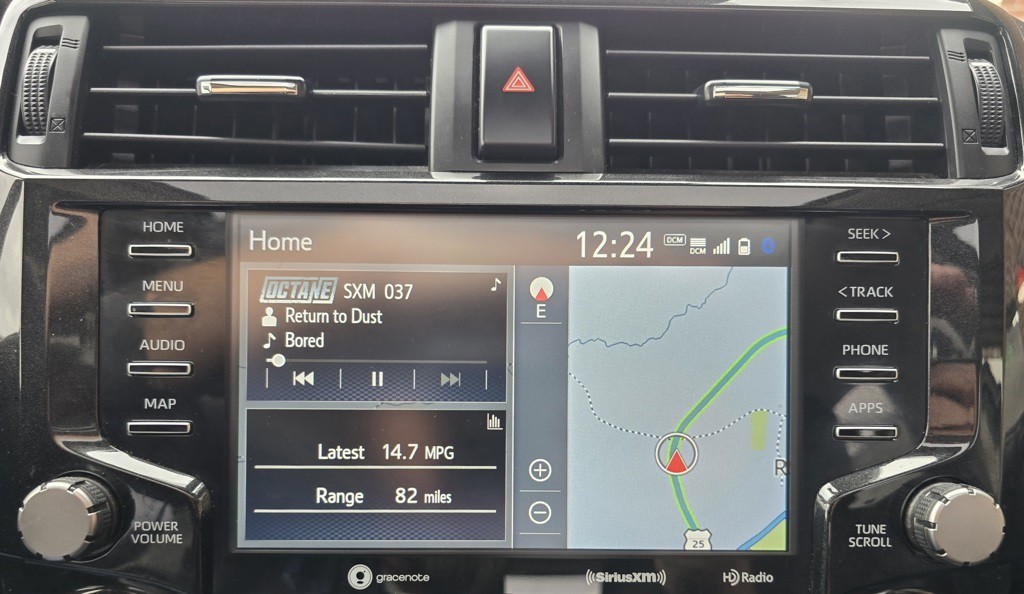 HOME
MENU
AUDIO
MAP
POWER
VOLUME
Home
12:24
DCM
DCM
OCTANE SXM 037
Return to Dust
Bored
Latest 14.7 MPG
Range 82 miles
E
R
25
SEEK >
< TRACK
PHONE
APPS
TUNE
SCROLL
gracenote
SiriusXM
HD Radio